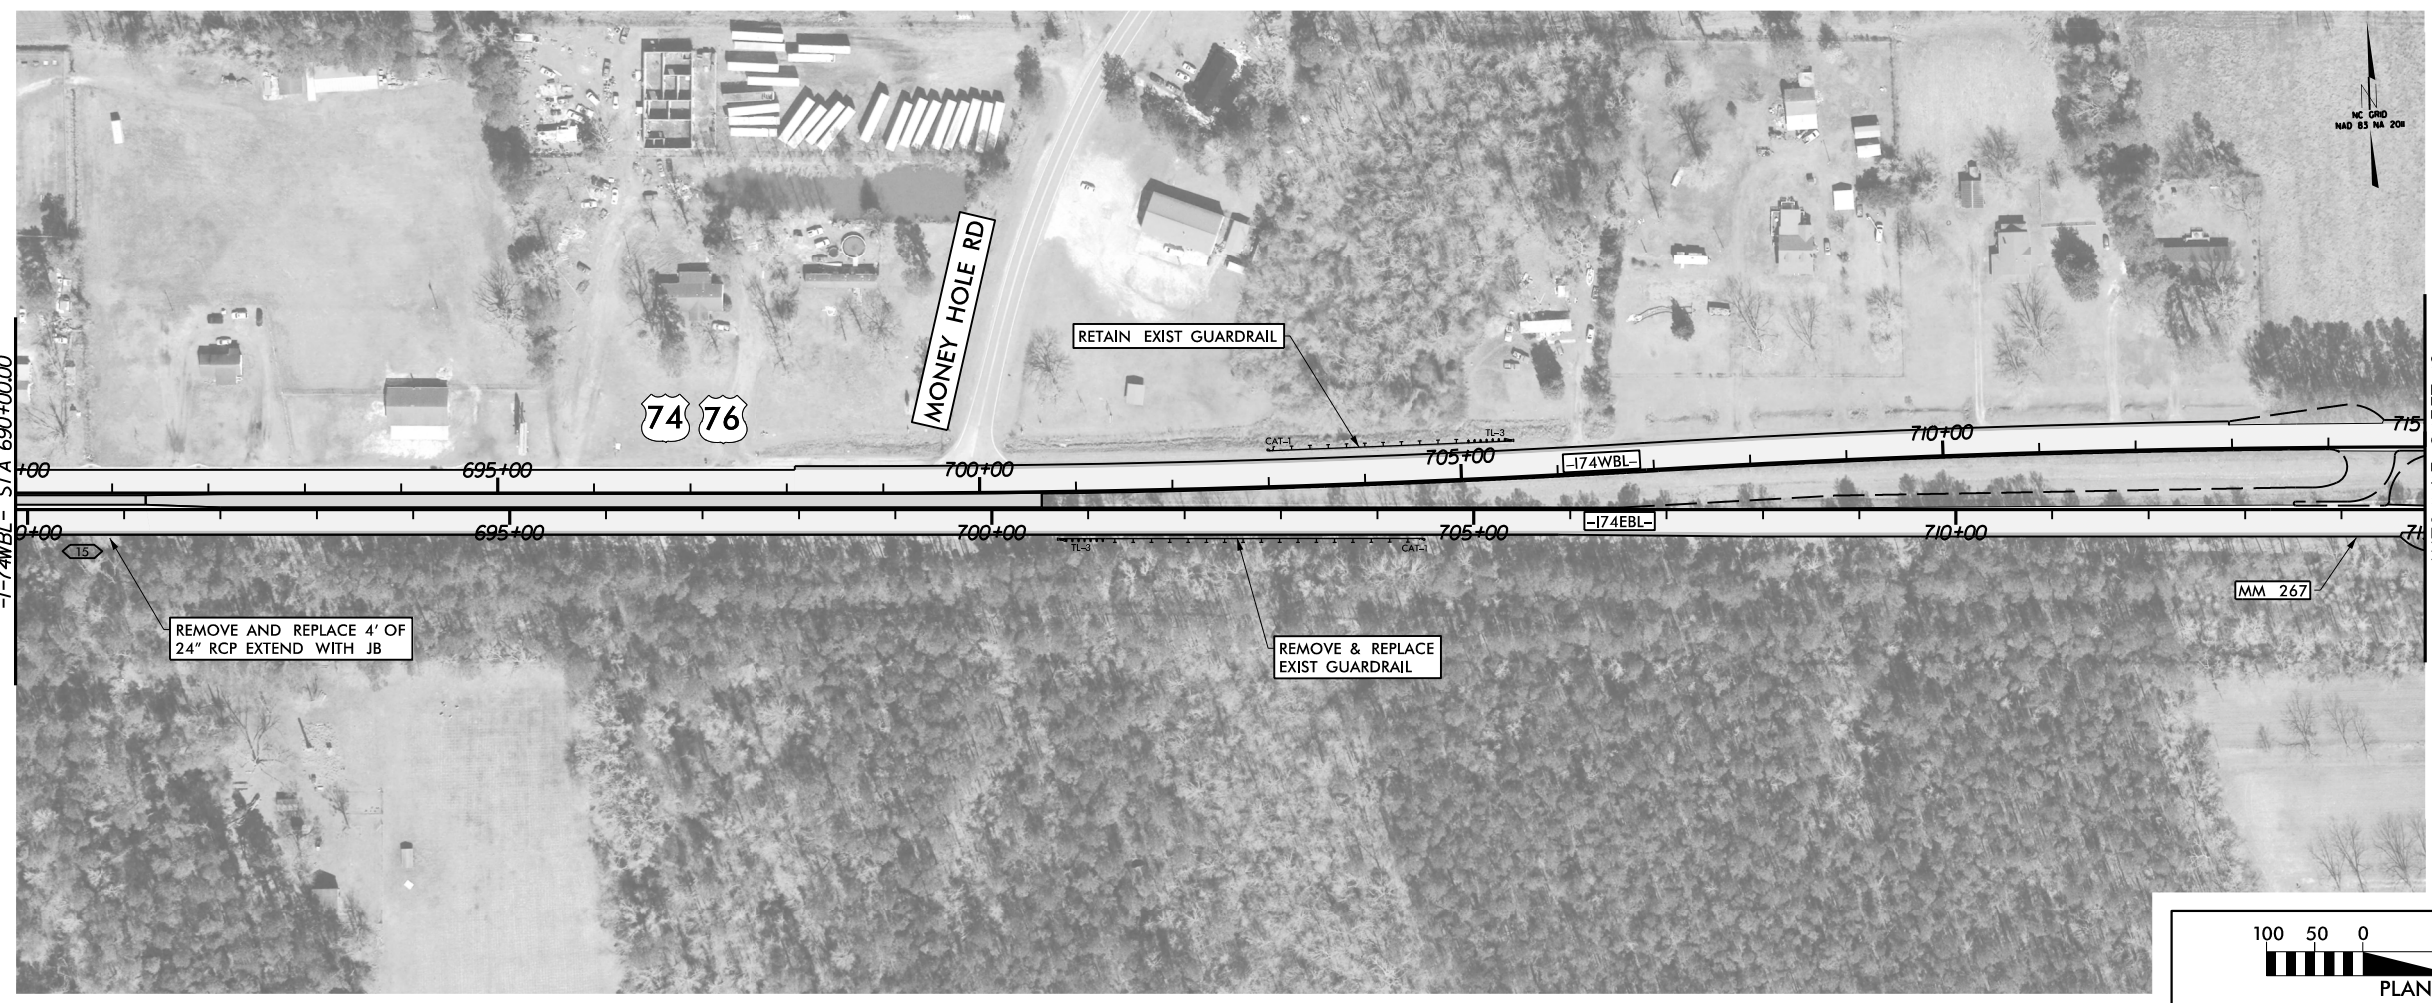 NC GRID
NAD 83 NA 2011
MONEY HOLE RD
RETAIN EXIST GUARDRAIL
74 76
CAT-1
TL-3
-I-74WBL- STA 690+00.00
+00
695+00
700+00
705+00
-I74WBL-
710+00
715
0+00
695+00
700+00
705+00
-I74EBL-
710+00
71
15
TL-3
CAT-1
MM 267
REMOVE AND REPLACE 4' OF
24" RCP EXTEND WITH JB
REMOVE & REPLACE
EXIST GUARDRAIL
100 50 0
PLAN